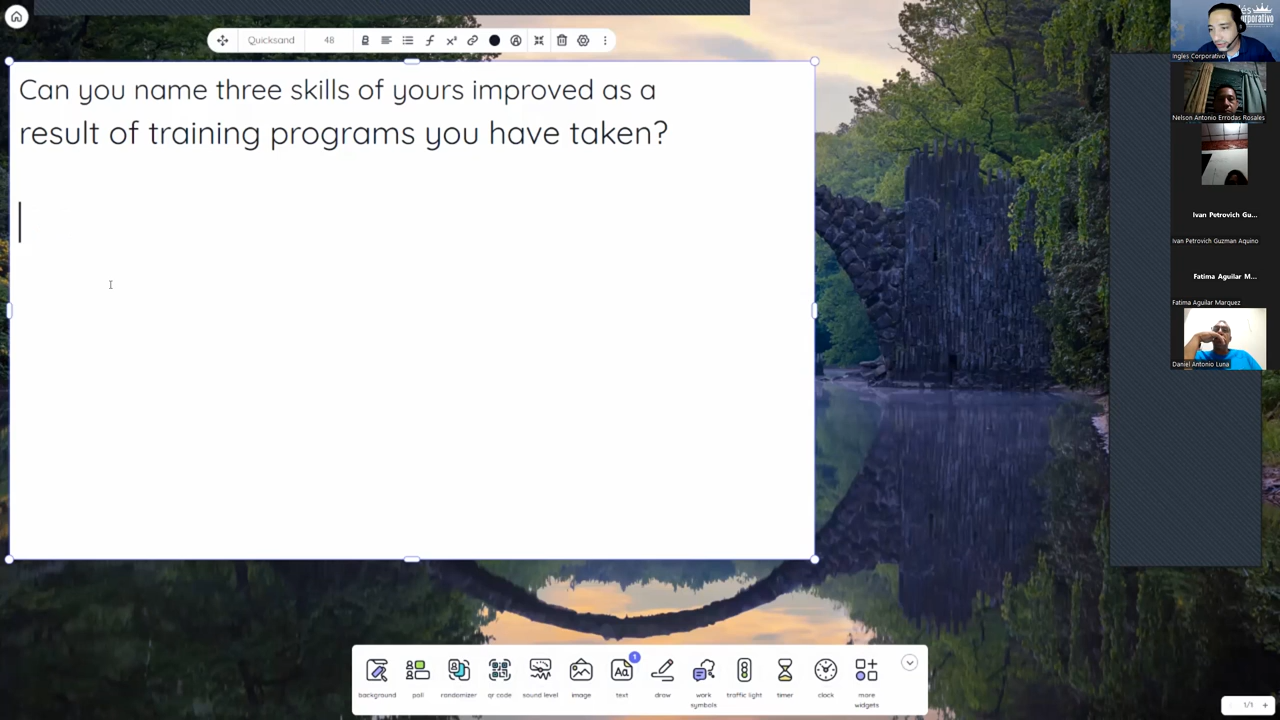 Quicksand
48
Can you name three skills of yours improved as a
result of training programs you have taken?
Corporativo
Ingles Corporativo
Nelson Antonio Errodas Rosales
Ivan Petrovich Gu...
Ivan Petrovich Guzman Aquino
Fatima Aguilar M...
Fatima Aguilar Marquez
Daniel Antonio Luna
1
background
poll
randomizer
qr code
sound level
image
text
draw
work
symbols
traffic light
timer
clock
more
widgets
1/1